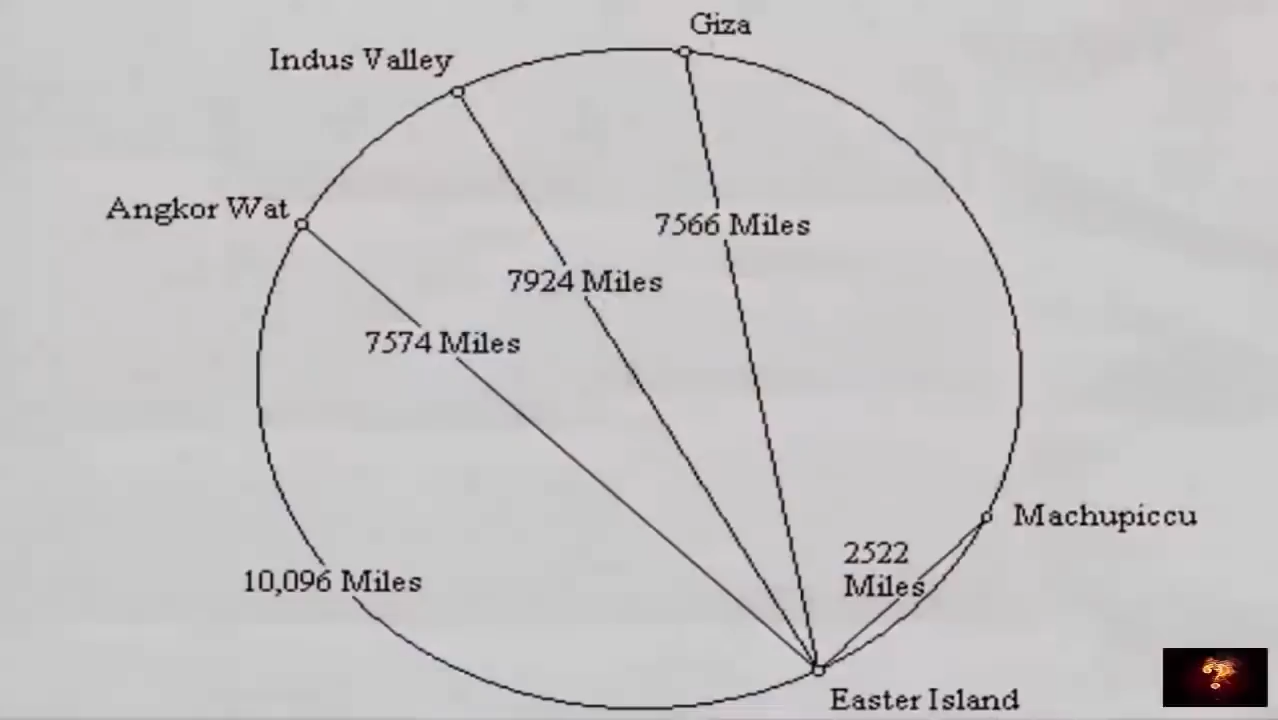 Giza
Indus Valley
Angkor Wat
7566 Miles
7924 Miles
7574 Miles
Machupiccu
2522
Miles
10,096 Miles
Easter Island